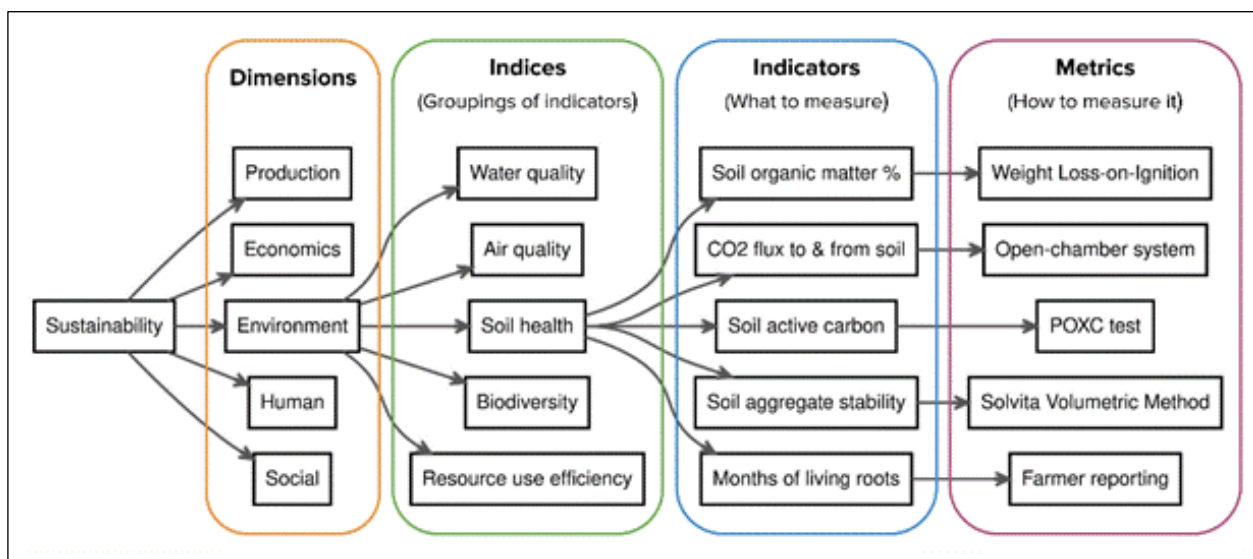 Dimensions
Indices
(Groupings of indicators)
Indicators
(What to measure)
Metrics
(How to measure it)
Production
Water quality
Soil organic matter %
Weight Loss-on-Ignition
Economics
Air quality
CO2 flux to & from soil
Open-chamber system
Sustainability
Environment
Soil health
Soil active carbon
POXC test
Human
Biodiversity
Soil aggregate stability
Solvita Volumetric Method
Social
Resource use efficiency
Months of living roots
Farmer reporting